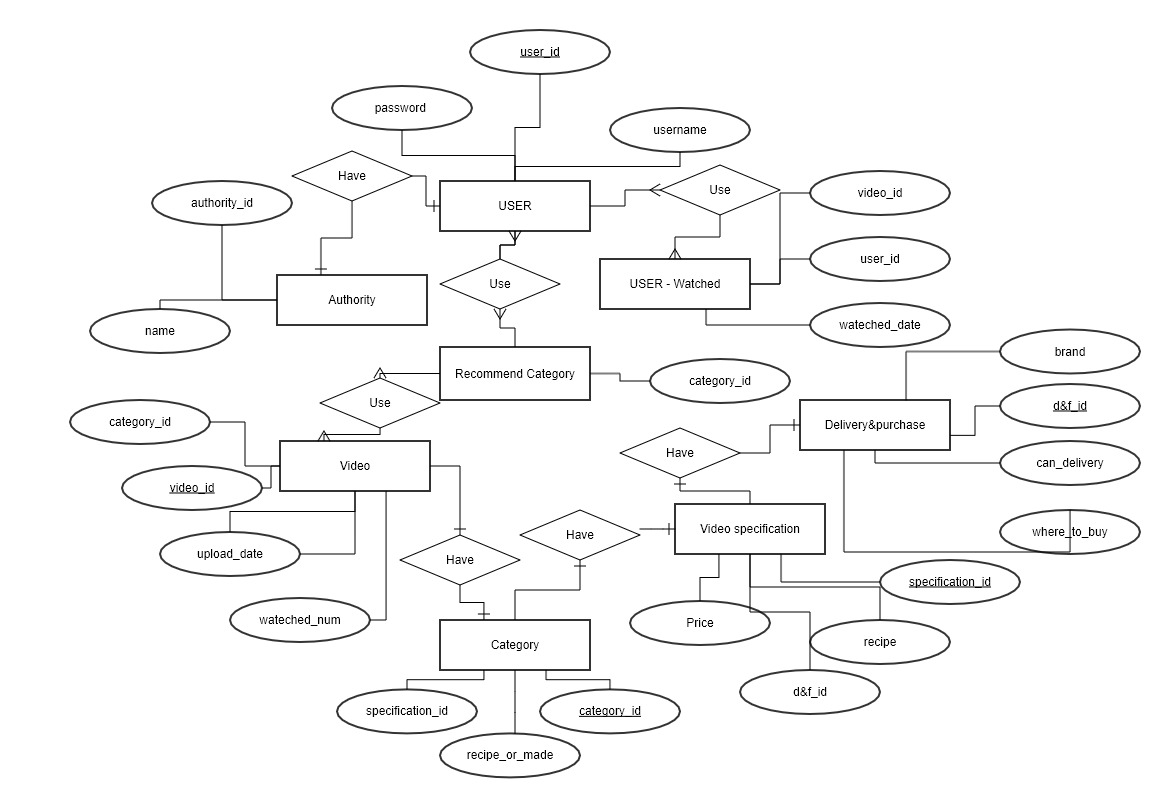 user_id
password
username
Have
Use
video_id
authority_id
USER
user_id
Use
USER - Watched
Authority
name
wateched_date
brand
Recommend Category
category_id
Use
d&f_id
category_id
Delivery&purchase
Have
can_delivery
Video
video_id
Video specification
where_to_buy
Have
upload_date
Have
specification_id
wateched_num
Price
recipe
Category
d&f_id
specification_id
category_id
recipe_or_made